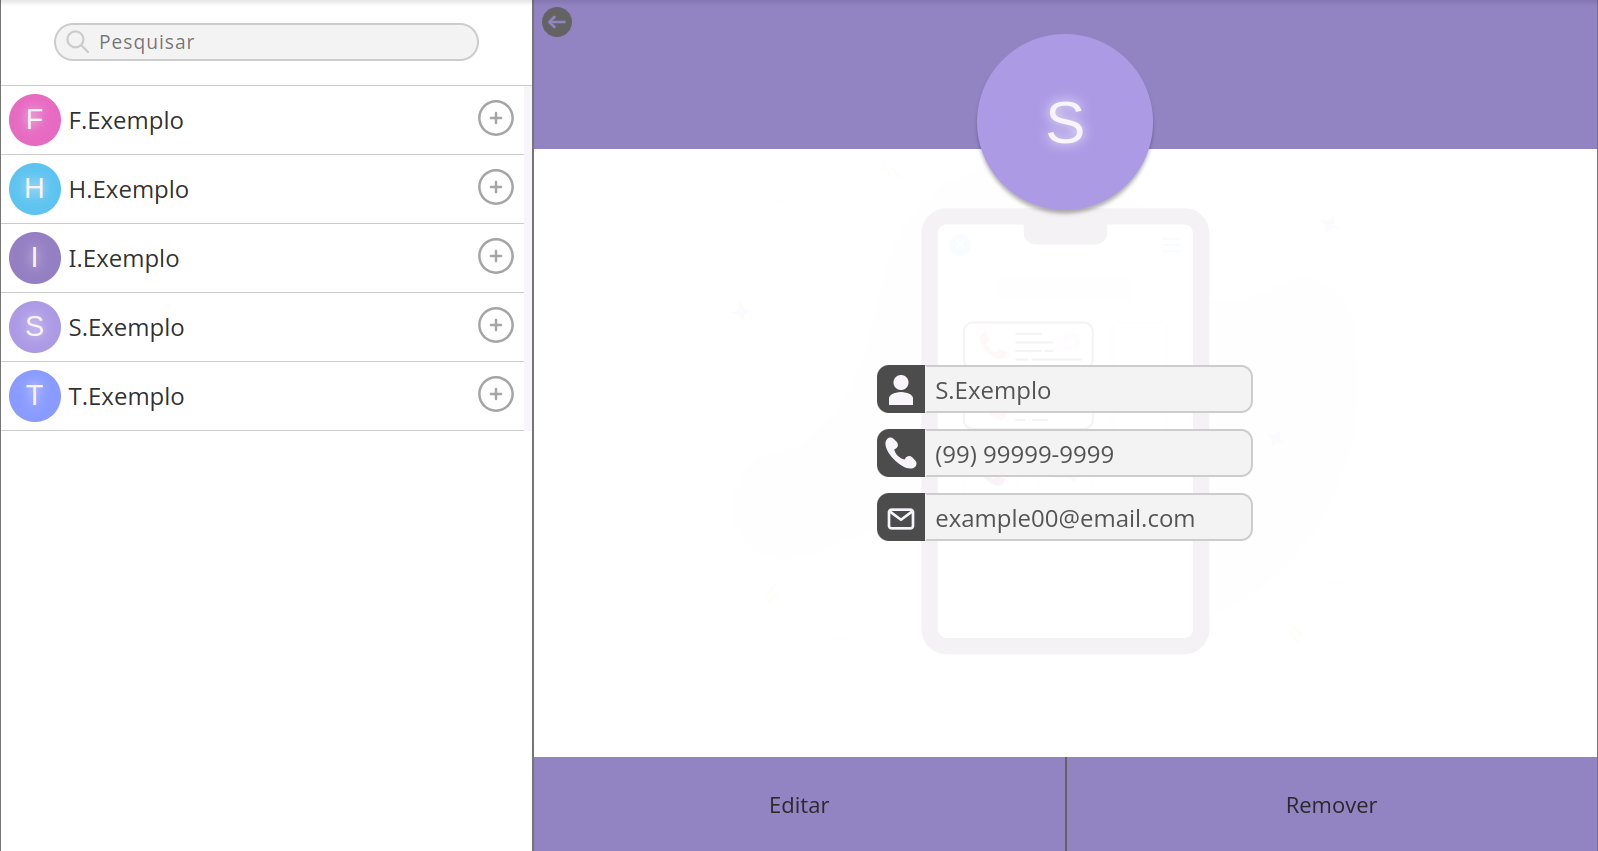 Pesquisar
F F.Exemplo
H H.Exemplo
I I.Exemplo
S S.Exemplo
T T.Exemplo
S
S.Exemplo
(99) 99999-9999
example00@email.com
Editar
Remover